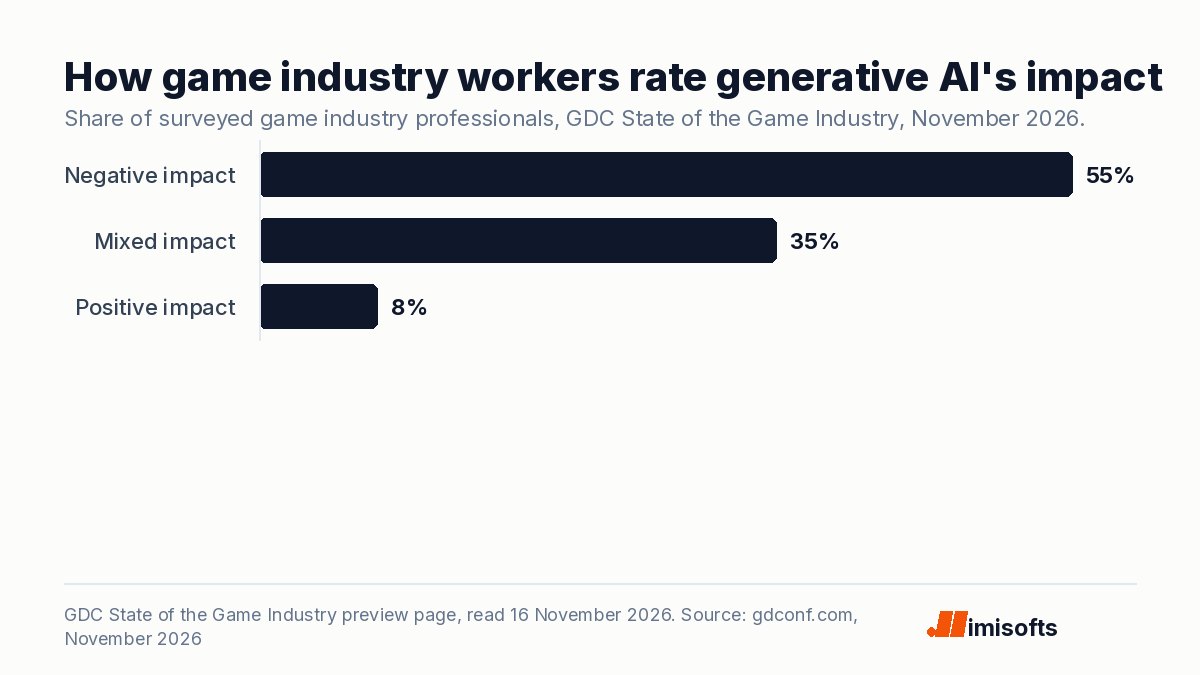 How game industry workers rate generative AI's impact
Share of surveyed game industry professionals, GDC State of the Game Industry, November 2026.
Negative impact 55%
Mixed impact 35%
Positive impact 8%
GDC State of the Game Industry preview page, read 16 November 2026. Source: gdconf.com,
November 2026
imisofts